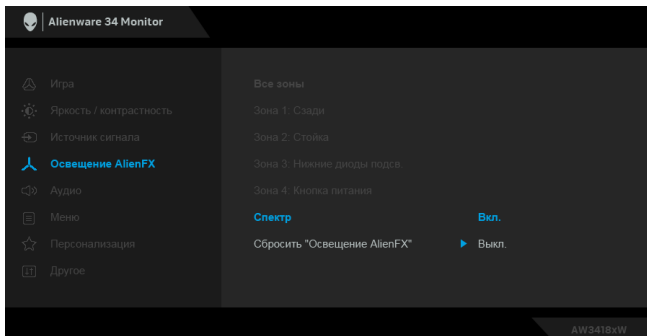 Alienware 34 Monitor
Игра
Яркость / контрастность
Источник сигнала
Освещение AlienFX
Аудио
Меню
Персонализация
Другое
Все зоны
Зона 1: Сзади
Зона 2: Стойка
Зона 3: Нижние диоды подсв.
Зона 4: Кнопка питания
Спектр Вкл.
Сбросить "Освещение AlienFX" Выкл.
AW3418xW